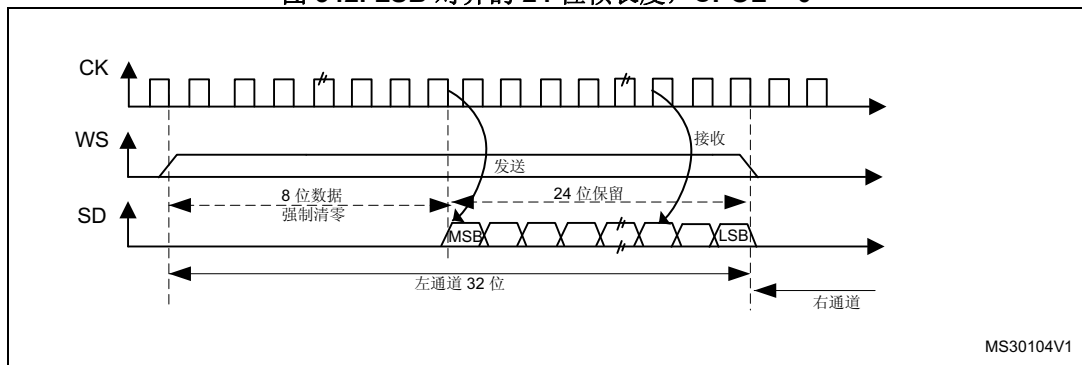 CK
WS
接收
发送
8 位数据
强制清零
24 位保留
SD
MSB
LSB
左通道 32 位
右通道
MS30104V1